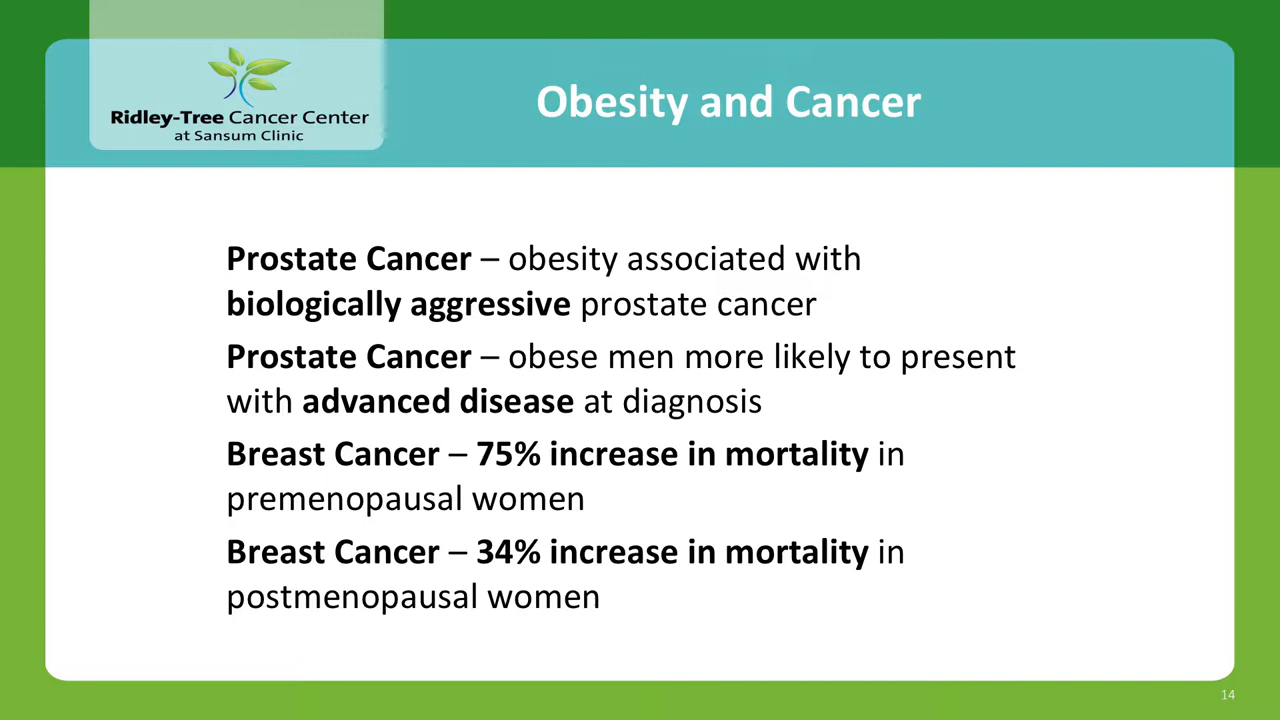 Ridley-Tree Cancer Center
at Sansum Clinic
Obesity and Cancer
Prostate Cancer – obesity associated with
biologically aggressive prostate cancer
Prostate Cancer – obese men more likely to present
with advanced disease at diagnosis
Breast Cancer – 75% increase in mortality in
premenopausal women
Breast Cancer – 34% increase in mortality in
postmenopausal women
14